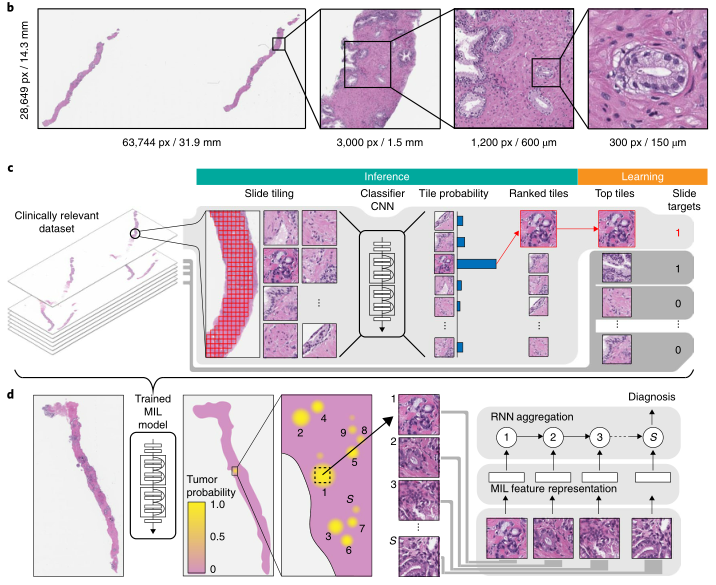 b
28,649 px / 14.3 mm
63,744 px / 31.9 mm
3,000 px / 1.5 mm
1,200 px / 600 μm
300 px / 150 μm
c
Inference
Learning
Slide tiling
Classifier
CNN
Tile probability
Ranked tiles
Top tiles
Slide
targets
Clinically relevant
dataset
1
1
0
0
d
Trained
MIL
model
Tumor
probability
1.0
0.5
0
2
4
9
8
5
1
S
3
7
6
1
2
3
S
Diagnosis
RNN aggregation
1
2
3
S
MIL feature representation